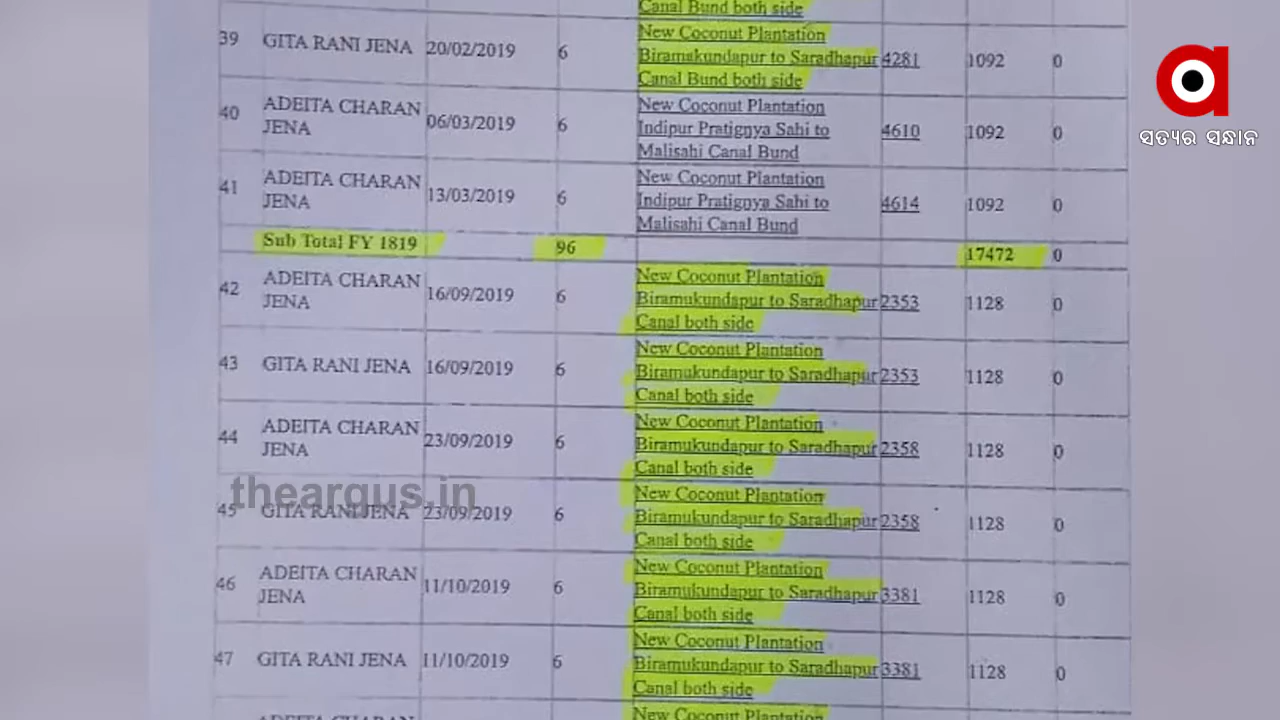 Canal Bund both side
39 GITA RANI JENA 20/02/2019 6 New Coconut Plantation
Biramukundapur to Saradhapur 4281 1092 0
Canal Bund both side
40 ADEITA CHARAN JENA 06/03/2019 6 New Coconut Plantation
Indipur Pratignya Sahi to 4610 1092 0
Malisahi Canal Bund
41 ADEITA CHARAN JENA 13/03/2019 6 New Coconut Plantation
Indipur Pratignya Sahi to 4614 1092 0
Malisahi Canal Bund
Sub Total FY 1819 96 17472 0
42 ADEITA CHARAN JENA 16/09/2019 6 New Coconut Plantation
Biramukundapur to Saradhapur 2353 1128 0
Canal both side
43 GITA RANI JENA 16/09/2019 6 New Coconut Plantation
Biramukundapur to Saradhapur 2353 1128 0
Canal both side
44 ADEITA CHARAN JENA 23/09/2019 6 New Coconut Plantation
Biramukundapur to Saradhapur 2358 1128 0
Canal both side
45 GITA RANI JENA 23/09/2019 6 New Coconut Plantation
Biramukundapur to Saradhapur 2358 1128 0
Canal both side
46 ADEITA CHARAN JENA 11/10/2019 6 New Coconut Plantation
Biramukundapur to Saradhapur 3381 1128 0
Canal both side
47 GITA RANI JENA 11/10/2019 6 New Coconut Plantation
Biramukundapur to Saradhapur 3381 1128 0
Canal both side
ADEITA CHARAN New Coconut Plantation
theargus.in
a
ସତ୍ୟର ସନ୍ଧାନ